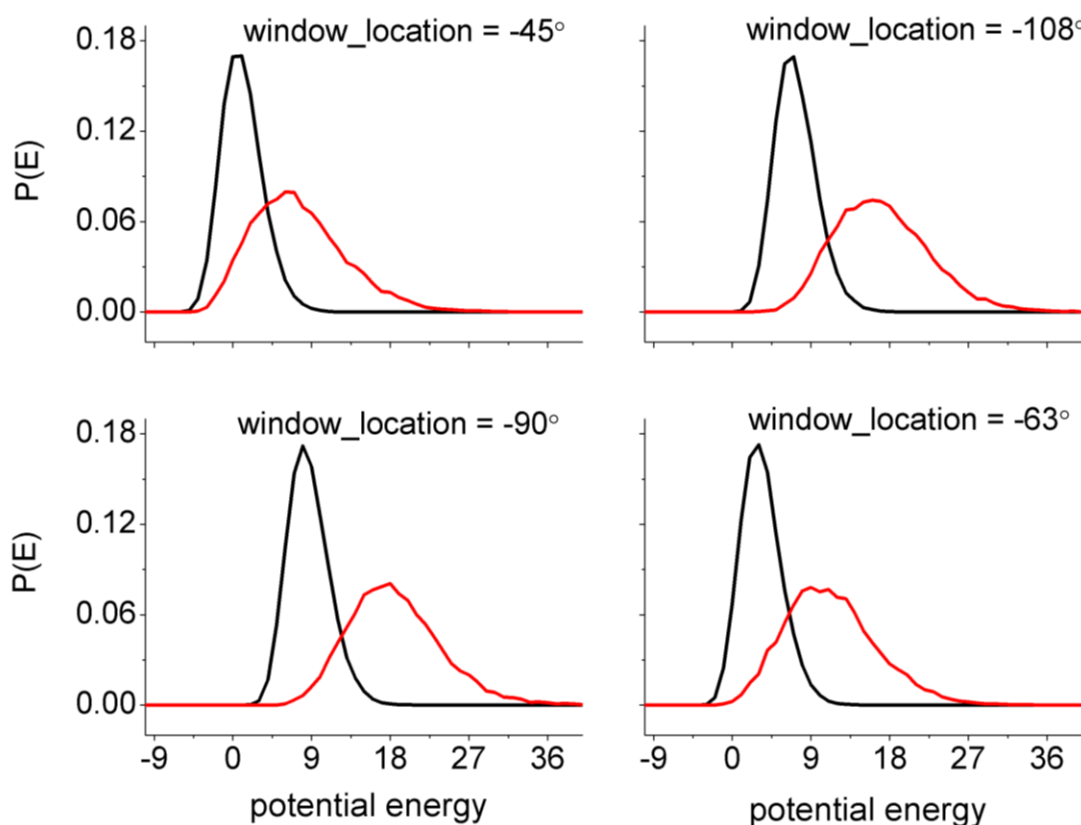 window_location = -45°
window_location = -108°
0.18
0.12
0.06
0.00
P(E)
window_location = -90°
window_location = -63°
0.18
0.12
0.06
0.00
P(E)
-9 0 9 18 27 36
-9 0 9 18 27 36
potential energy
potential energy